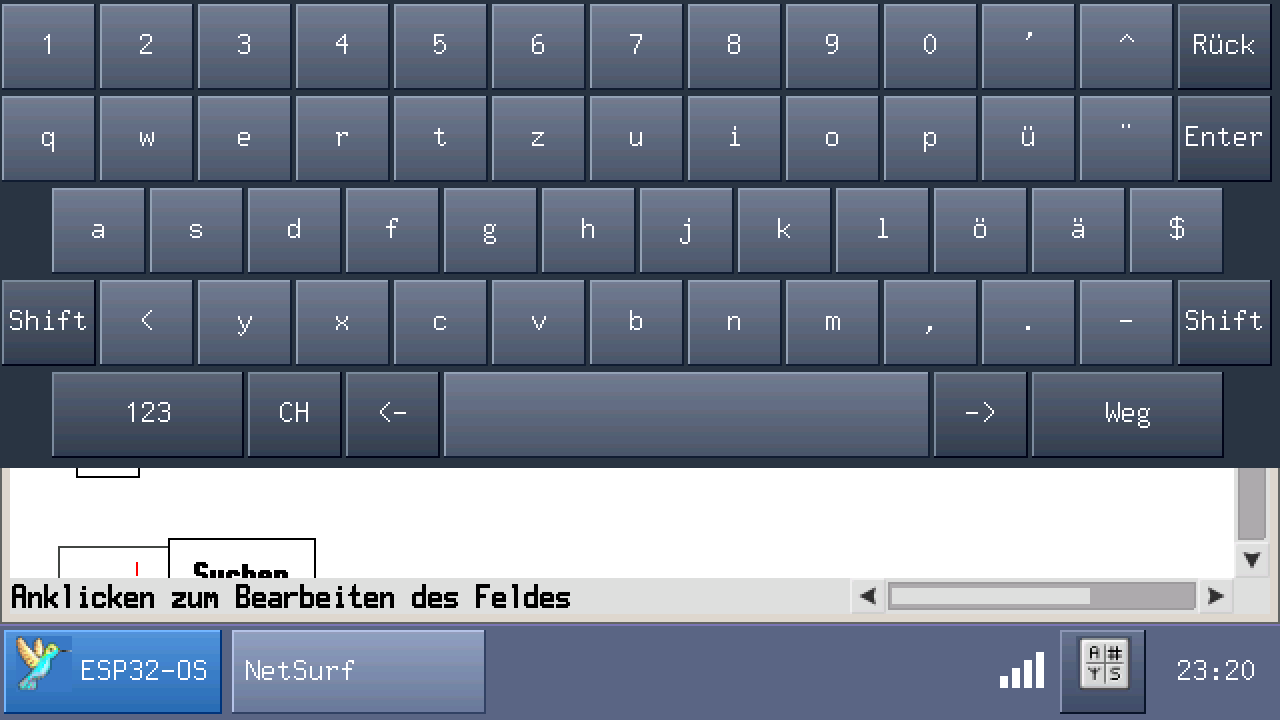 1 2 3 4 5 6 7 8 9 0 ' ^ Rück
q w e r t z u i o p ü ¨ Enter
a s d f g h j k l ö ä $
Shift < y x c v b n m , . - Shift
123 CH <- -> Weg
Suchen
Anklicken zum Bearbeiten des Feldes
ESP32-OS NetSurf A # Y S 23:20